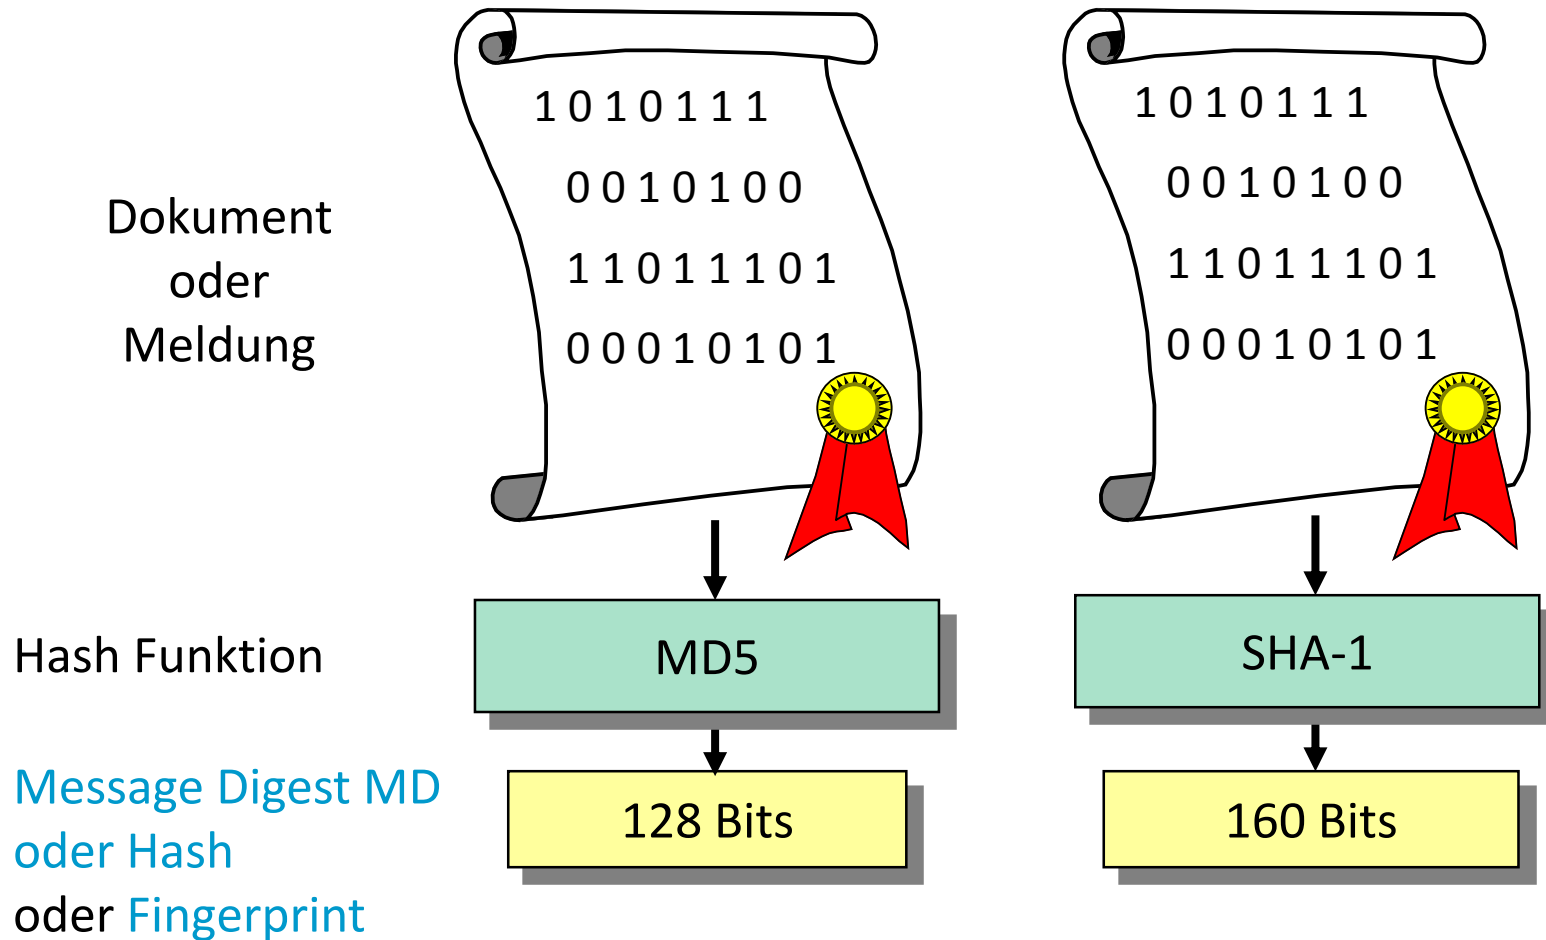 1 0 1 0 1 1 1
0 0 1 0 1 0 0
1 1 0 1 1 1 0 1
0 0 0 1 0 1 0 1
1 0 1 0 1 1 1
0 0 1 0 1 0 0
1 1 0 1 1 1 0 1
0 0 0 1 0 1 0 1
Dokument
oder
Meldung
Hash Funktion
MD5
SHA-1
Message Digest MD
oder Hash
oder Fingerprint
128 Bits
160 Bits